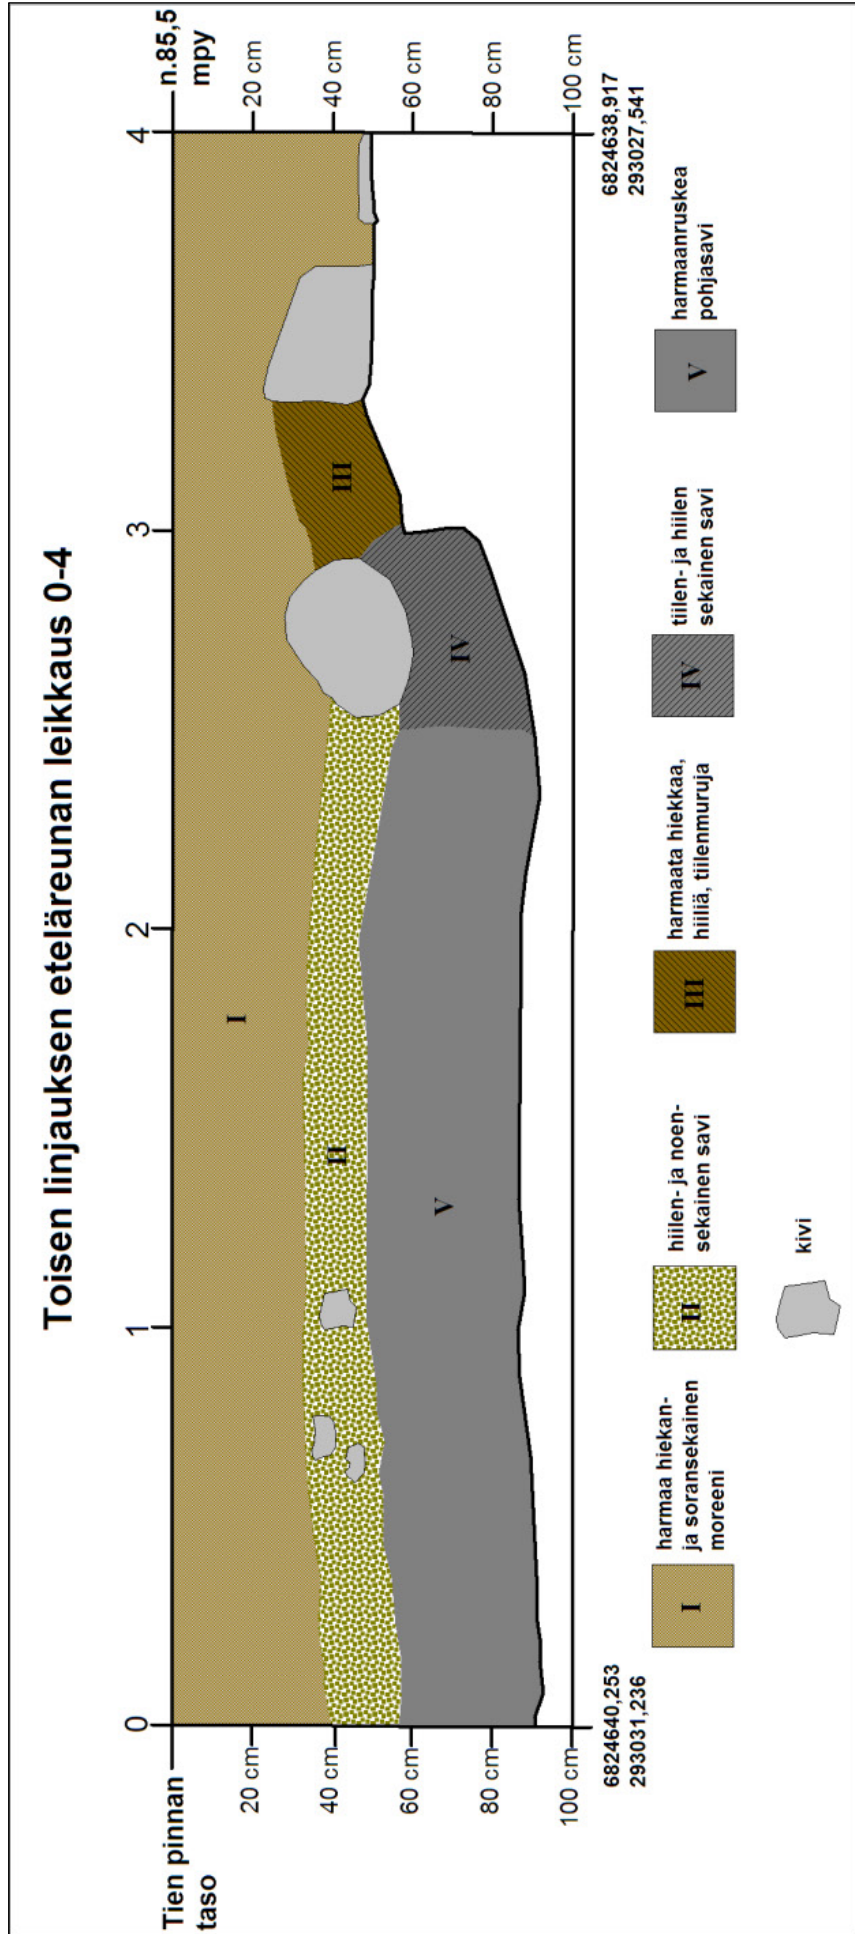 Toisen linjauksen eteläreunan leikkaus 0-4
0
1
2
3
4
Tien pinnan
taso
n.85,5
mpy
20 cm
40 cm
60 cm
80 cm
100 cm
20 cm
40 cm
60 cm
80 cm
100 cm
I
II
III
IV
V
6824640,253
293031,236
6824638,917
293027,541
I
harmaa hiekan-
ja soransekainen
moreeni
II
hiilen- ja noen-
sekainen savi
III
harmaata hiekkaa,
hiiliä, tiilenmuruja
IV
tiilen- ja hiilen
sekainen savi
V
harmaanruskea
pohjasavi
kivi